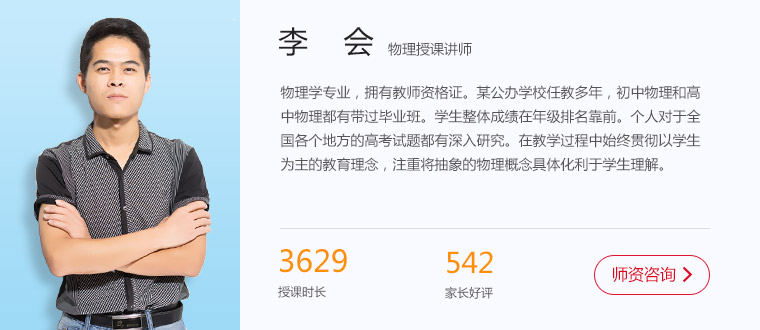 李 会 物理授课讲师
物理学专业，拥有教师资格证。某公办学校任教多年，初中物理和高
中物理都有带过毕业班。学生整体成绩在年级排名靠前。个人对于全
国各个地方的高考试题都有深入研究。在教学过程中始终贯彻以学生
为主的教育理念，注重将抽象的物理概念具体化利于学生理解。
3629
授课时长
542
家长好评
师资咨询